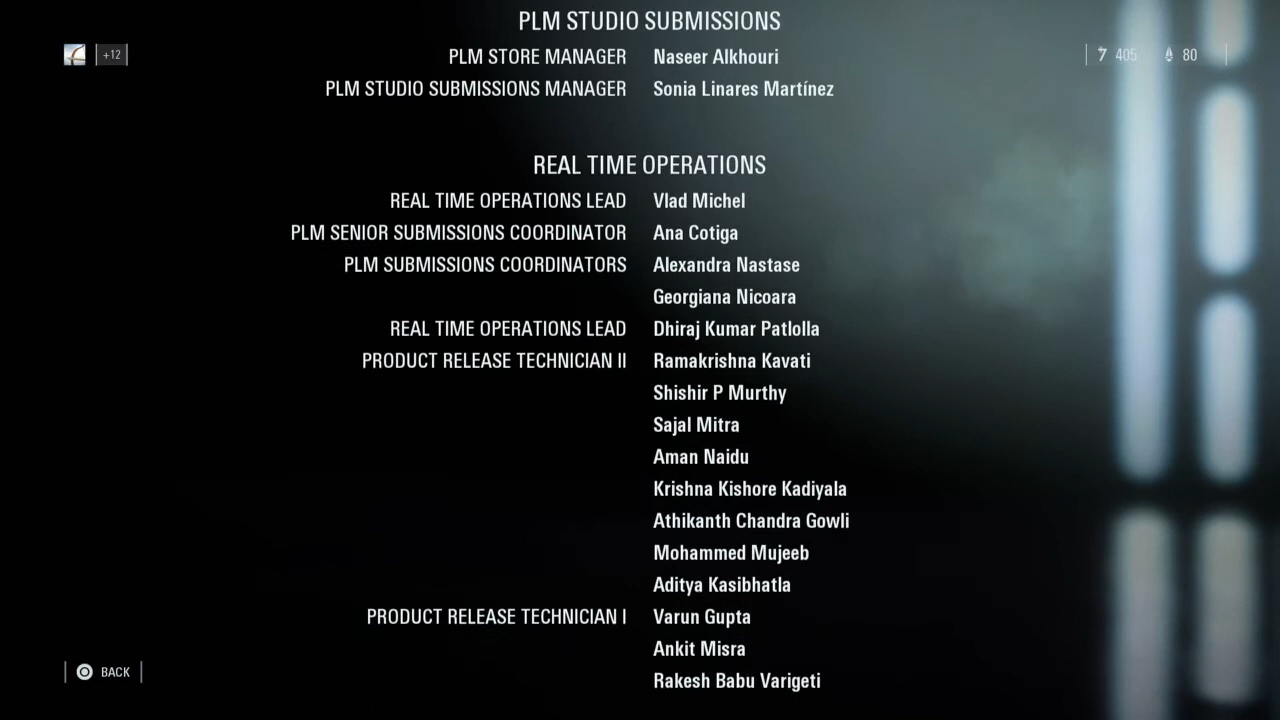 PLM STUDIO SUBMISSIONS
+12
7 405 80
PLM STORE MANAGER Naseer Alkhouri
PLM STUDIO SUBMISSIONS MANAGER Sonia Linares Martínez
REAL TIME OPERATIONS
REAL TIME OPERATIONS LEAD Vlad Michel
PLM SENIOR SUBMISSIONS COORDINATOR Ana Cotiga
PLM SUBMISSIONS COORDINATORS Alexandra Nastase
Georgiana Nicoara
REAL TIME OPERATIONS LEAD Dhiraj Kumar Patlolla
PRODUCT RELEASE TECHNICIAN II Ramakrishna Kavati
Shishir P Murthy
Sajal Mitra
Aman Naidu
Krishna Kishore Kadiyala
Athikanth Chandra Gowli
Mohammed Mujeeb
Aditya Kasibhatla
PRODUCT RELEASE TECHNICIAN I Varun Gupta
Ankit Misra
Rakesh Babu Varigeti
BACK